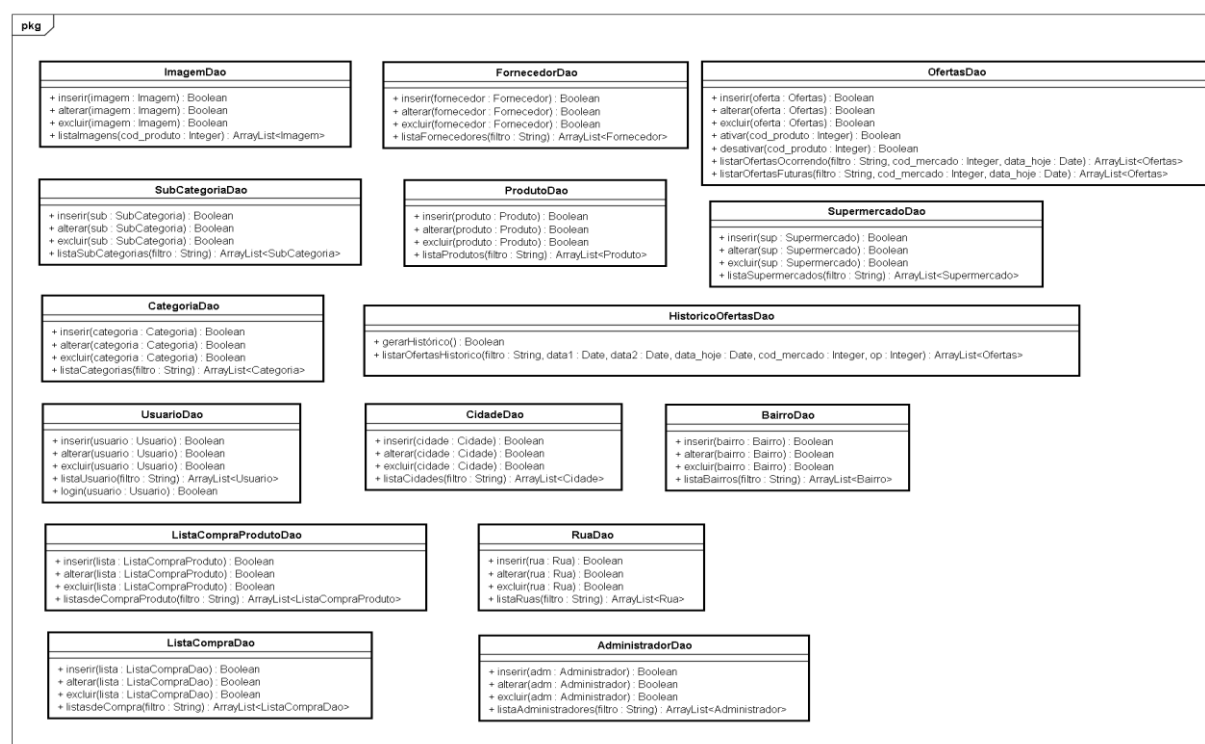 pkg
ImagemDao
+ inserir(imagem : Imagem) : Boolean
+ alterar(imagem : Imagem) : Boolean
+ excluir(imagem : Imagem) : Boolean
+ listaImagens(cod_produto : Integer) : ArrayList<Imagem>
FornecedorDao
+ inserir(fornecedor : Fornecedor) : Boolean
+ alterar(fornecedor : Fornecedor) : Boolean
+ excluir(fornecedor : Fornecedor) : Boolean
+ listaFornecedores(filtro : String) : ArrayList<Fornecedor>
OfertasDao
+ inserir(oferta : Ofertas) : Boolean
+ alterar(oferta : Ofertas) : Boolean
+ excluir(oferta : Ofertas) : Boolean
+ ativar(cod_produto : Integer) : Boolean
+ desativar(cod_produto : Integer) : Boolean
+ listarOfertasOcorrendo(filtro : String, cod_mercado : Integer, data_hoje : Date) : ArrayList<Ofertas>
+ listarOfertasFuturas(filtro : String, cod_mercado : Integer, data_hoje : Date) : ArrayList<Ofertas>
SubCategoriaDao
+ inserir(sub : SubCategoria) : Boolean
+ alterar(sub : SubCategoria) : Boolean
+ excluir(sub : SubCategoria) : Boolean
+ listaSubCategorias(filtro : String) : ArrayList<SubCategoria>
ProdutoDao
+ inserir(produto : Produto) : Boolean
+ alterar(produto : Produto) : Boolean
+ excluir(produto : Produto) : Boolean
+ listaProdutos(filtro : String) : ArrayList<Produto>
SupermercadoDao
+ inserir(sup : Supermercado) : Boolean
+ alterar(sup : Supermercado) : Boolean
+ excluir(sup : Supermercado) : Boolean
+ listaSupermercados(filtro : String) : ArrayList<Supermercado>
CategoriaDao
+ inserir(categoria : Categoria) : Boolean
+ alterar(categoria : Categoria) : Boolean
+ excluir(categoria : Categoria) : Boolean
+ listaCategorias(filtro : String) : ArrayList<Categoria>
HistoricoOfertasDao
+ gerarHistórico() : Boolean
+ listarOfertasHistorico(filtro : String, data1 : Date, data2 : Date, data_hoje : Date, cod_mercado : Integer, op : Integer) : ArrayList<Ofertas>
UsuarioDao
+ inserir(usuario : Usuario) : Boolean
+ alterar(usuario : Usuario) : Boolean
+ excluir(usuario : Usuario) : Boolean
+ listaUsuario(filtro : String) : ArrayList<Usuario>
+ login(usuario : Usuario) : Boolean
CidadeDao
+ inserir(cidade : Cidade) : Boolean
+ alterar(cidade : Cidade) : Boolean
+ excluir(cidade : Cidade) : Boolean
+ listaCidades(filtro : String) : ArrayList<Cidade>
BairroDao
+ inserir(bairro : Bairro) : Boolean
+ alterar(bairro : Bairro) : Boolean
+ excluir(bairro : Bairro) : Boolean
+ listaBairros(filtro : String) : ArrayList<Bairro>
ListaCompraProdutoDao
+ inserir(lista : ListaCompraProduto) : Boolean
+ alterar(lista : ListaCompraProduto) : Boolean
+ excluir(lista : ListaCompraProduto) : Boolean
+ listasdeCompraProduto(filtro : String) : ArrayList<ListaCompraProduto>
RuaDao
+ inserir(rua : Rua) : Boolean
+ alterar(rua : Rua) : Boolean
+ excluir(rua : Rua) : Boolean
+ listaRuas(filtro : String) : ArrayList<Rua>
ListaCompraDao
+ inserir(lista : ListaCompraDao) : Boolean
+ alterar(lista : ListaCompraDao) : Boolean
+ excluir(lista : ListaCompraDao) : Boolean
+ listasdeCompra(filtro : String) : ArrayList<ListaCompraDao>
AdministradorDao
+ inserir(adm : Administrador) : Boolean
+ alterar(adm : Administrador) : Boolean
+ excluir(adm : Administrador) : Boolean
+ listaAdministradores(filtro : String) : ArrayList<Administrador>